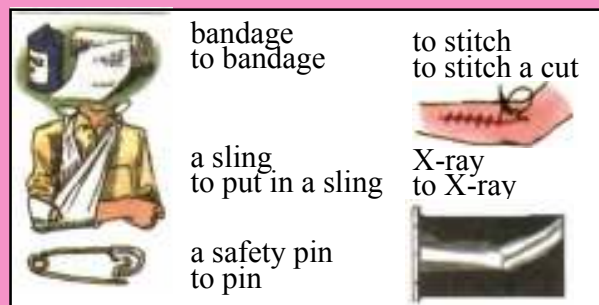 bandage
to bandage
a sling
to put in a sling
a safety pin
to pin
to stitch
to stitch a cut
X-ray
to X-ray